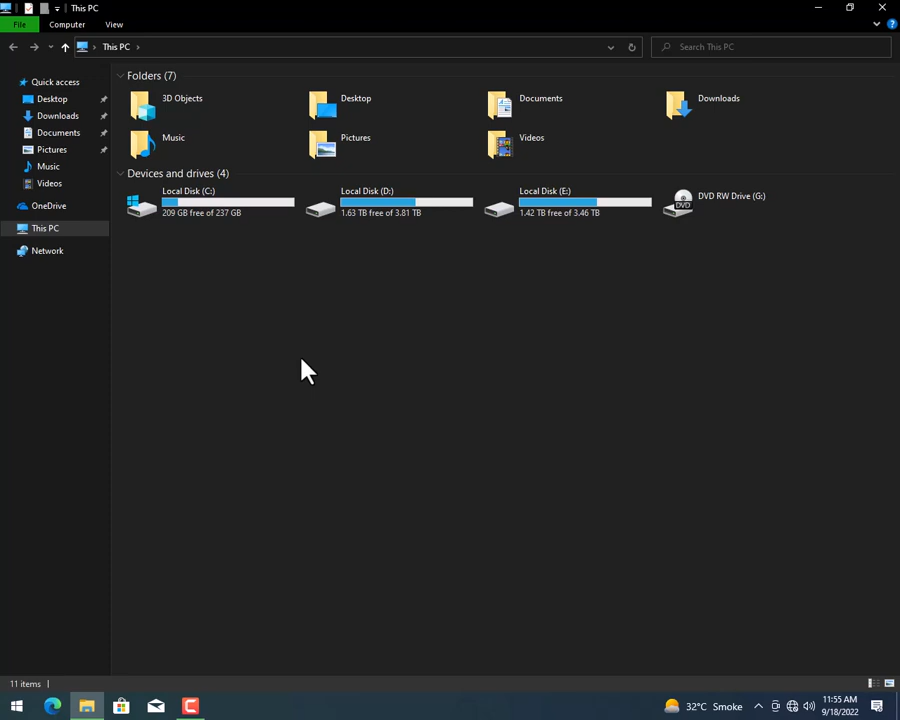 This PC
File
Computer
View
This PC
Search This PC
Quick access
Desktop
Downloads
Documents
Pictures
Music
Videos
OneDrive
This PC
Network
Folders (7)
3D Objects
Desktop
Documents
Downloads
Music
Pictures
Videos
Devices and drives (4)
Local Disk (C:)
209 GB free of 237 GB
Local Disk (D:)
1.63 TB free of 3.81 TB
Local Disk (E:)
1.42 TB free of 3.46 TB
DVD RW Drive (G:)
DVD
11 items
32°C Smoke
11:55 AM
9/18/2022